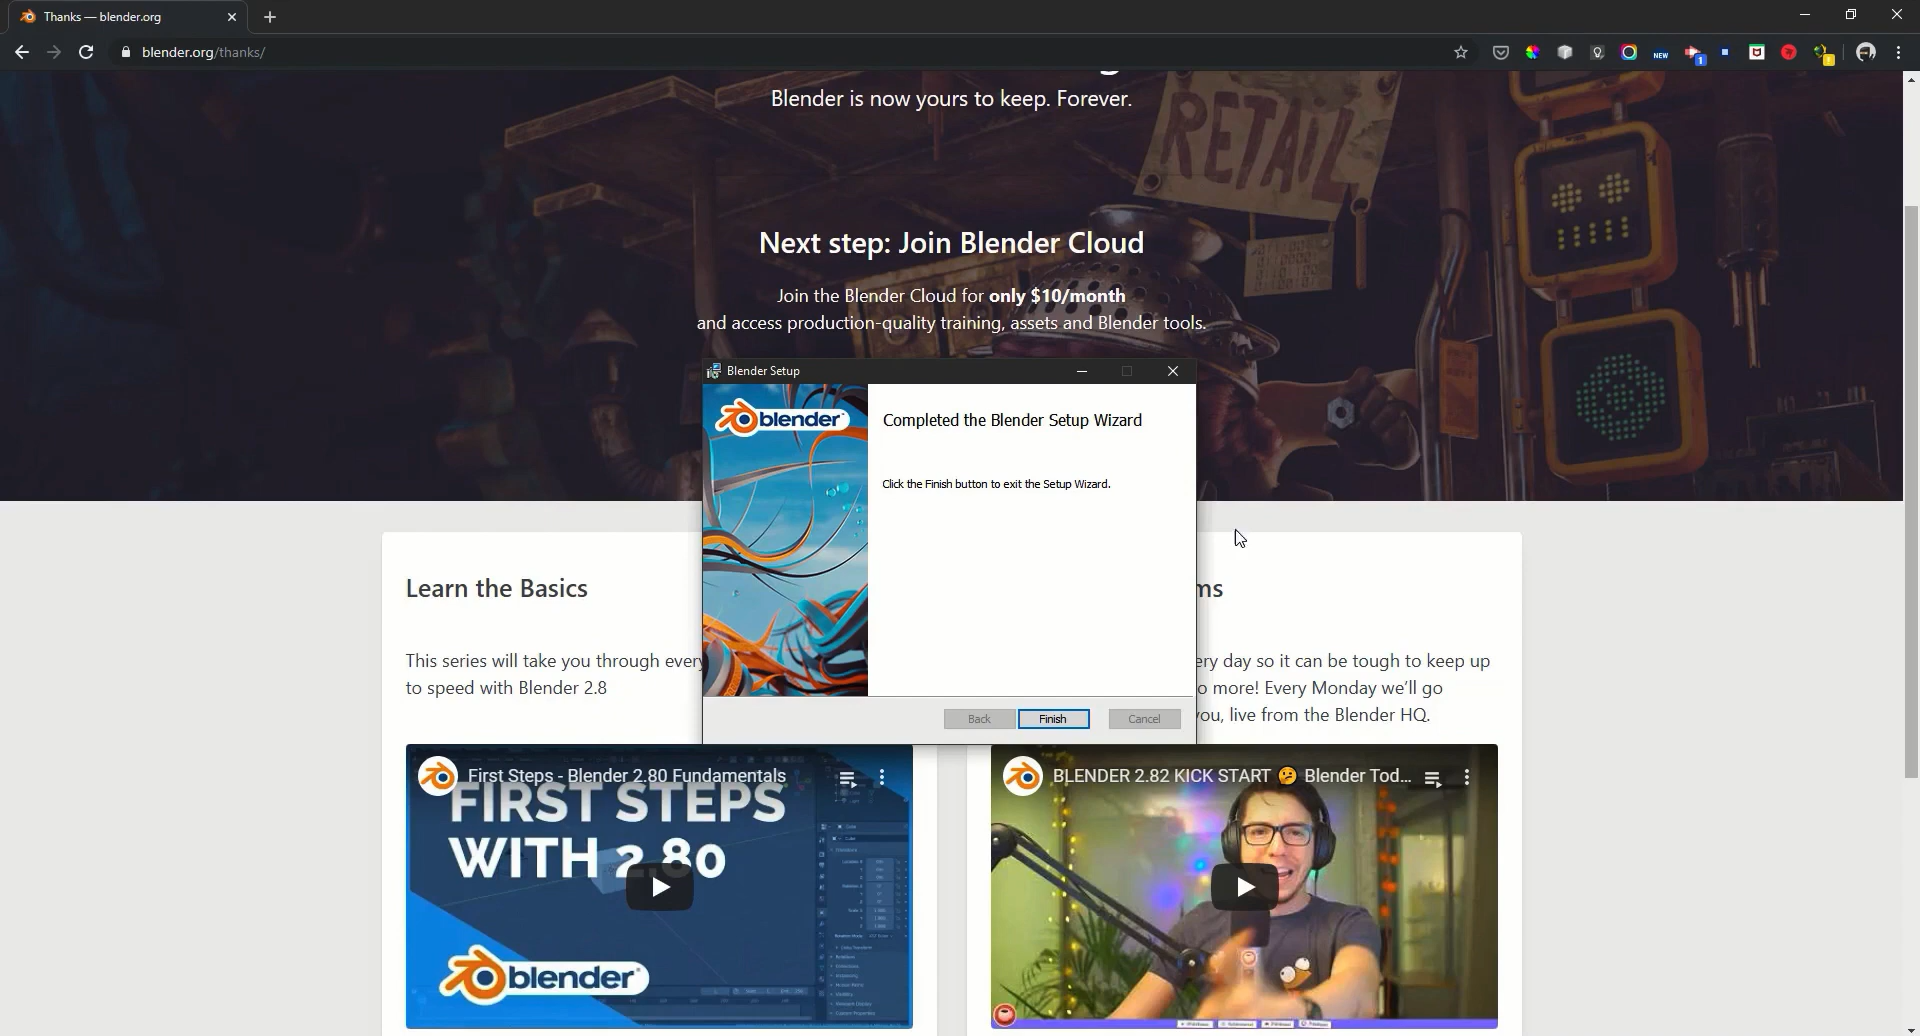 Thanks — blender.org
blender.org/thanks/
NEW
1
Blender is now yours to keep. Forever.
RETAIL
Next step: Join Blender Cloud
Join the Blender Cloud for only $10/month
and access production-quality training, assets and Blender tools.
Blender Setup
blender
Completed the Blender Setup Wizard
Click the Finish button to exit the Setup Wizard.
Back
Finish
Cancel
Learn the Basics
This series will take you through every
to speed with Blender 2.8
ms
ery day so it can be tough to keep up
o more! Every Monday we’ll go
you, live from the Blender HQ.
First Steps - Blender 2.80 Fundamentals
FIRST STEPS
WITH 2.80
blender
BLENDER 2.82 KICK START 🤔 Blender Tod...